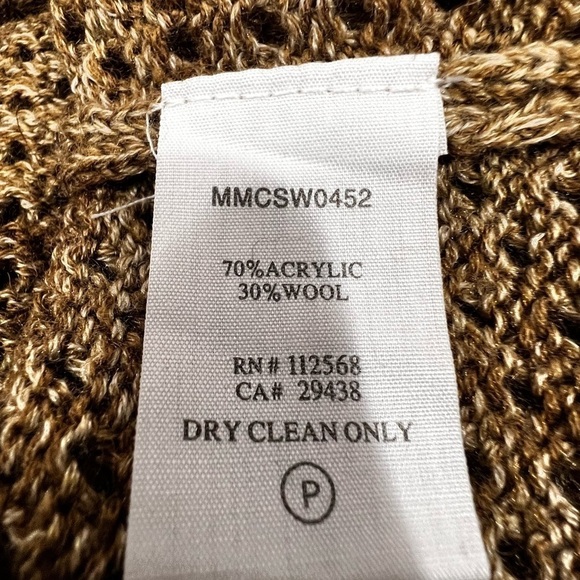 MMCSW0452
70%ACRYLIC
30%WOOL
RN# 112568
CA# 29438
DRY CLEAN ONLY
P